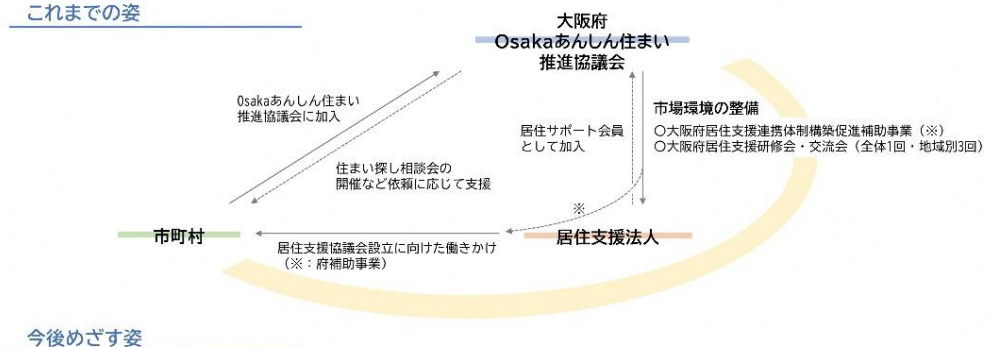 これまでの姿
大阪府
Osakaあんしん住まい
推進協議会
Osakaあんしん住まい
推進協議会に加入
住まい探し相談会の
開催など依頼に応じて支援
居住サポート会員
として加入
市場環境の整備
〇大阪府居住支援連携体制構築促進補助事業（※）
〇大阪府居住支援研修会・交流会（全体1回・地域別3回）
※
市町村
居住支援法人
居住支援協議会設立に向けた働きかけ
（※：府補助事業）
今後めざす姿